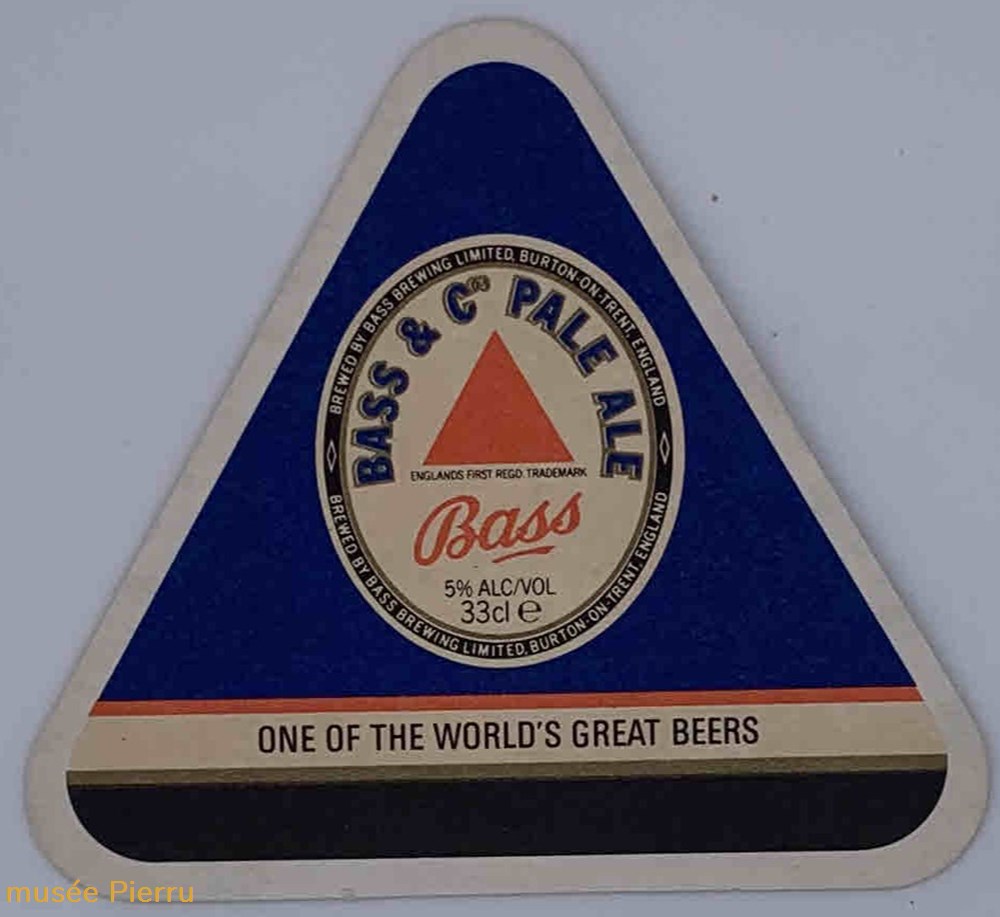 BREWED BY BASS BREWING LIMITED, BURTON-ON-TRENT, ENGLAND
BASS & Co PALE ALE
ENGLANDS FIRST REGD. TRADEMARK
Bass
5% ALC/VOL
33cl e
BREWED BY BASS BREWING LIMITED, BURTON-ON-TRENT, ENGLAND
ONE OF THE WORLD'S GREAT BEERS
musée Pierru